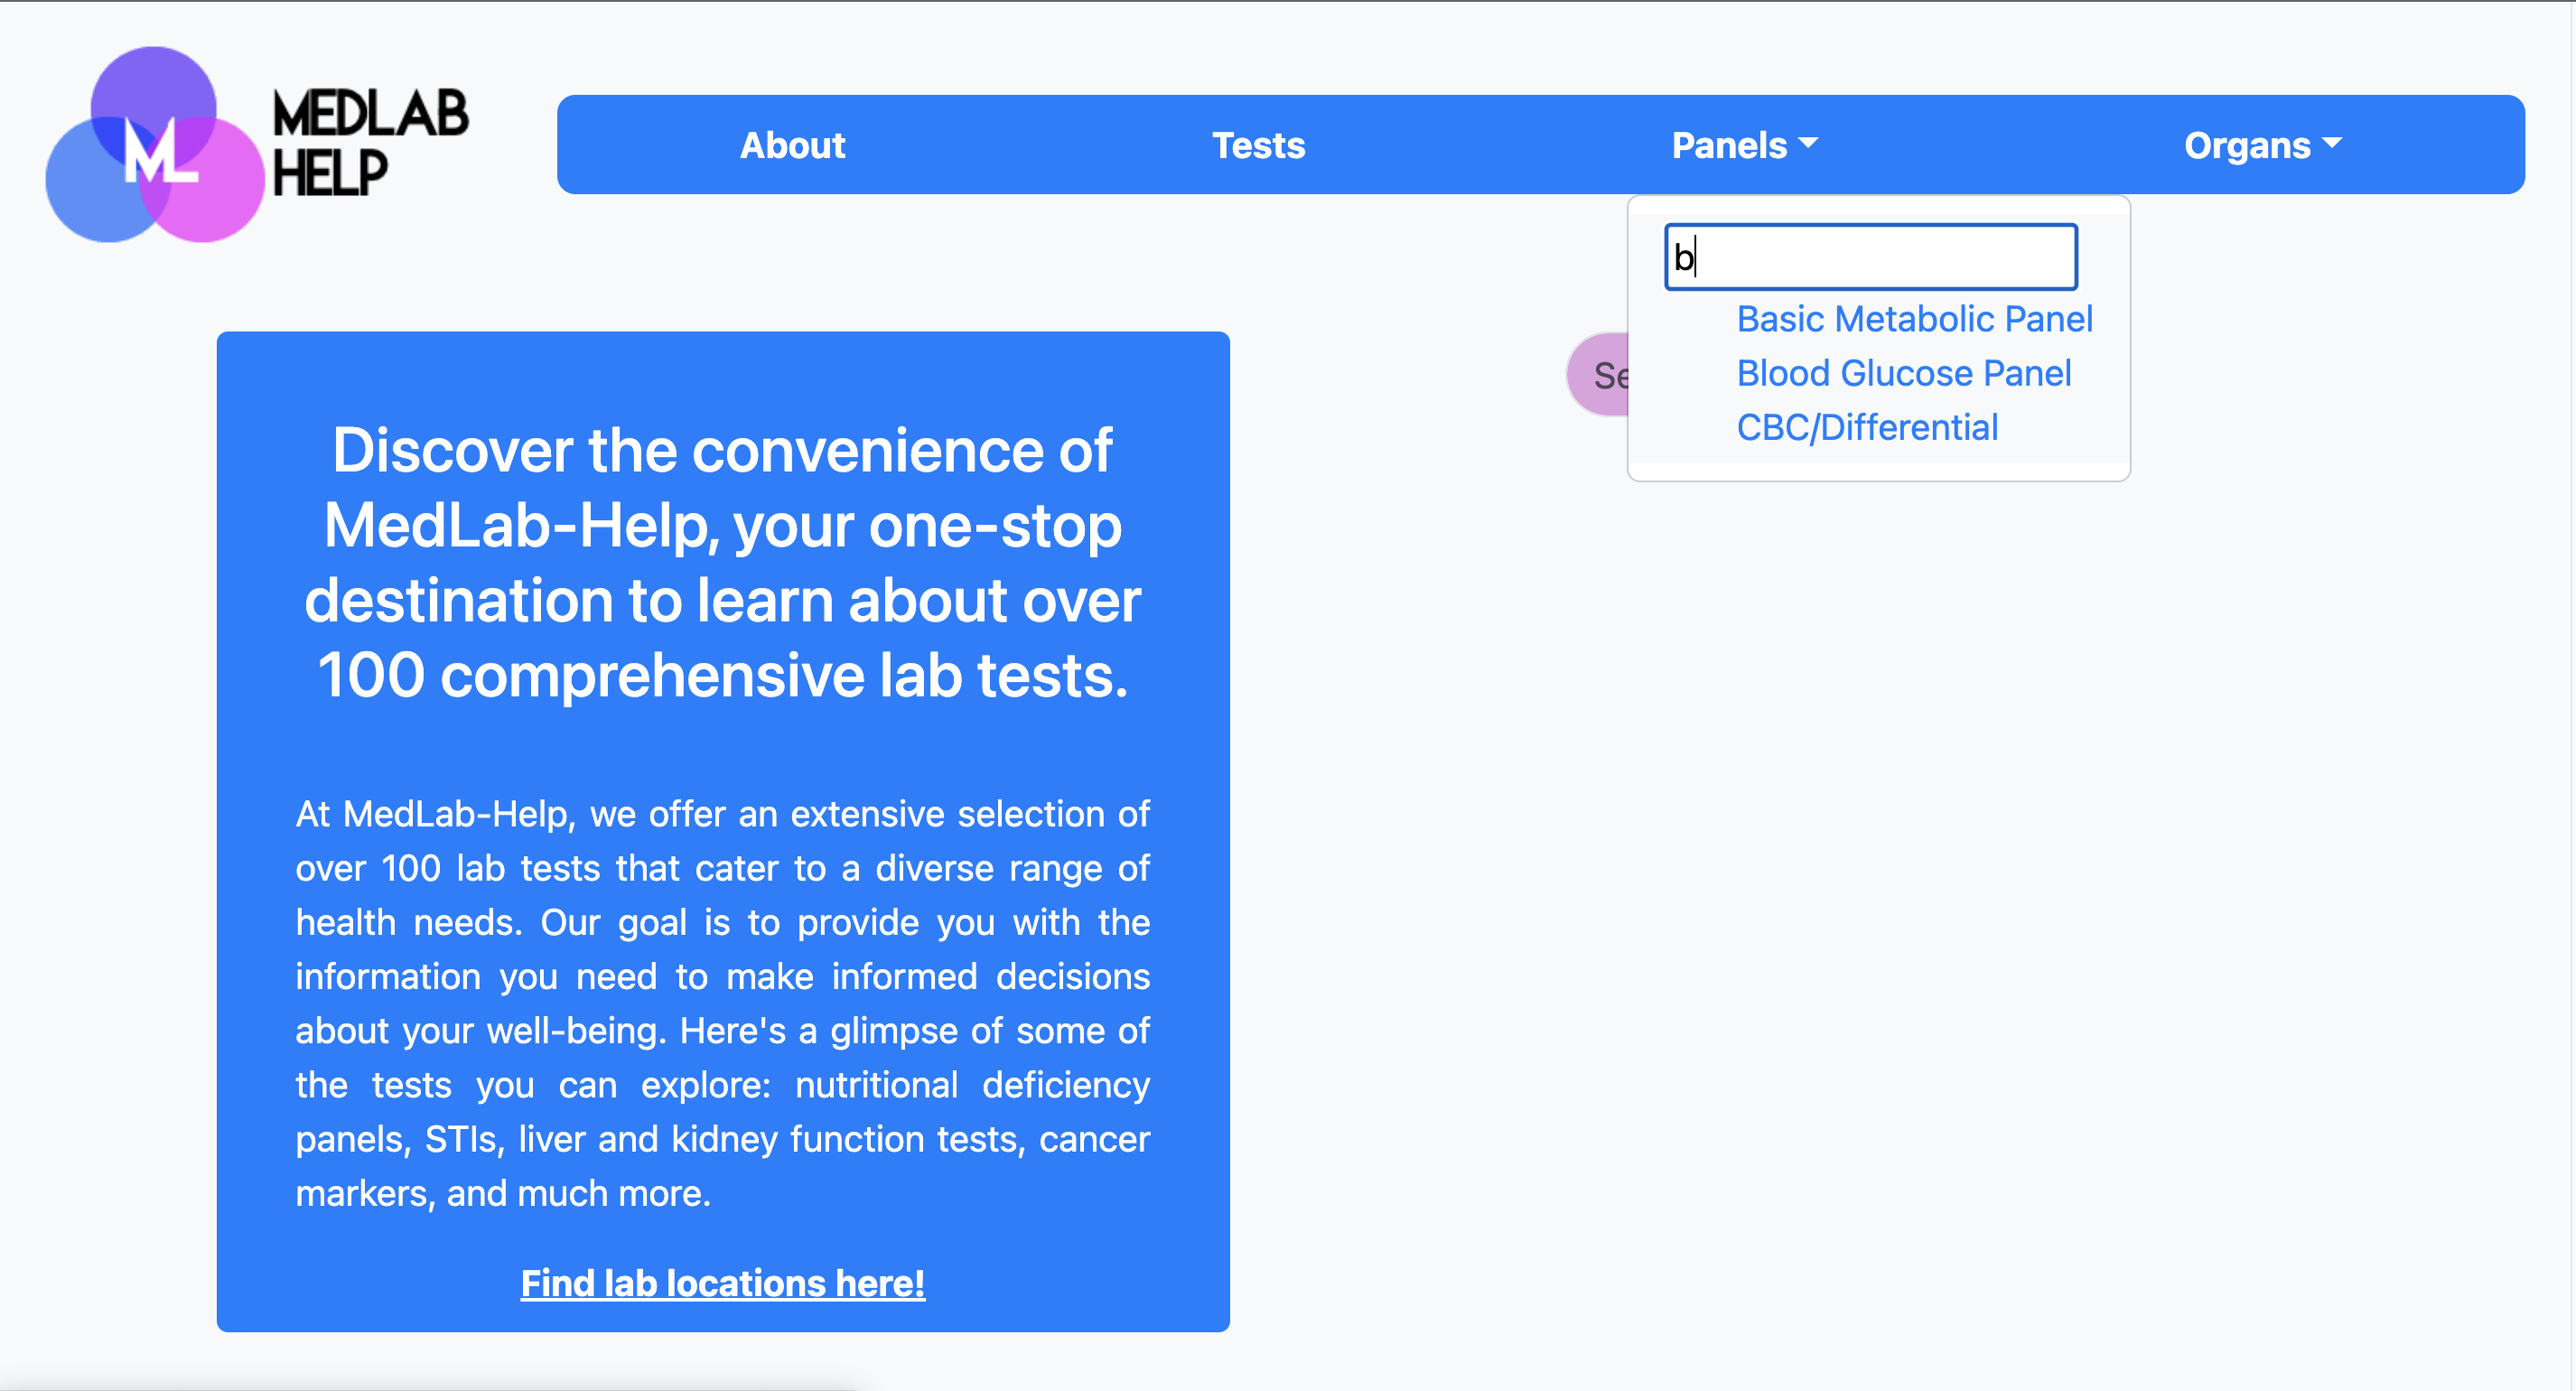 ML
MEDLAB
HELP
About
Tests
Panels
Organs
b
Basic Metabolic Panel
Blood Glucose Panel
CBC/Differential
Se
Discover the convenience of
MedLab-Help, your one-stop
destination to learn about over
100 comprehensive lab tests.
At MedLab-Help, we offer an extensive selection of
over 100 lab tests that cater to a diverse range of
health needs. Our goal is to provide you with the
information you need to make informed decisions
about your well-being. Here's a glimpse of some of
the tests you can explore: nutritional deficiency
panels, STIs, liver and kidney function tests, cancer
markers, and much more.
Find lab locations here!